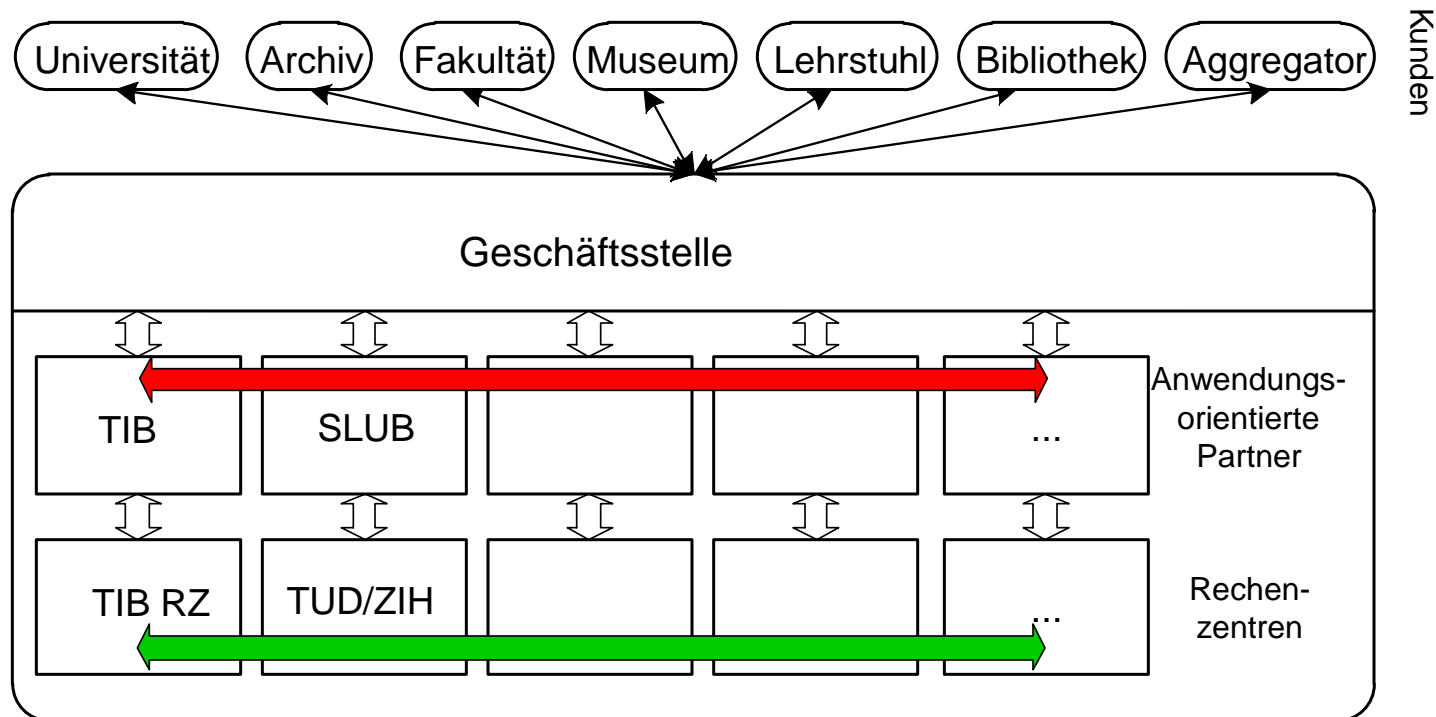 Kunden
Universität Archiv Fakultät Museum Lehrstuhl Bibliothek Aggregator
Geschäftsstelle
TIB
SLUB
...
Anwendungs-
orientierte
Partner
TIB RZ
TUD/ZIH
...
Rechen-
zentren